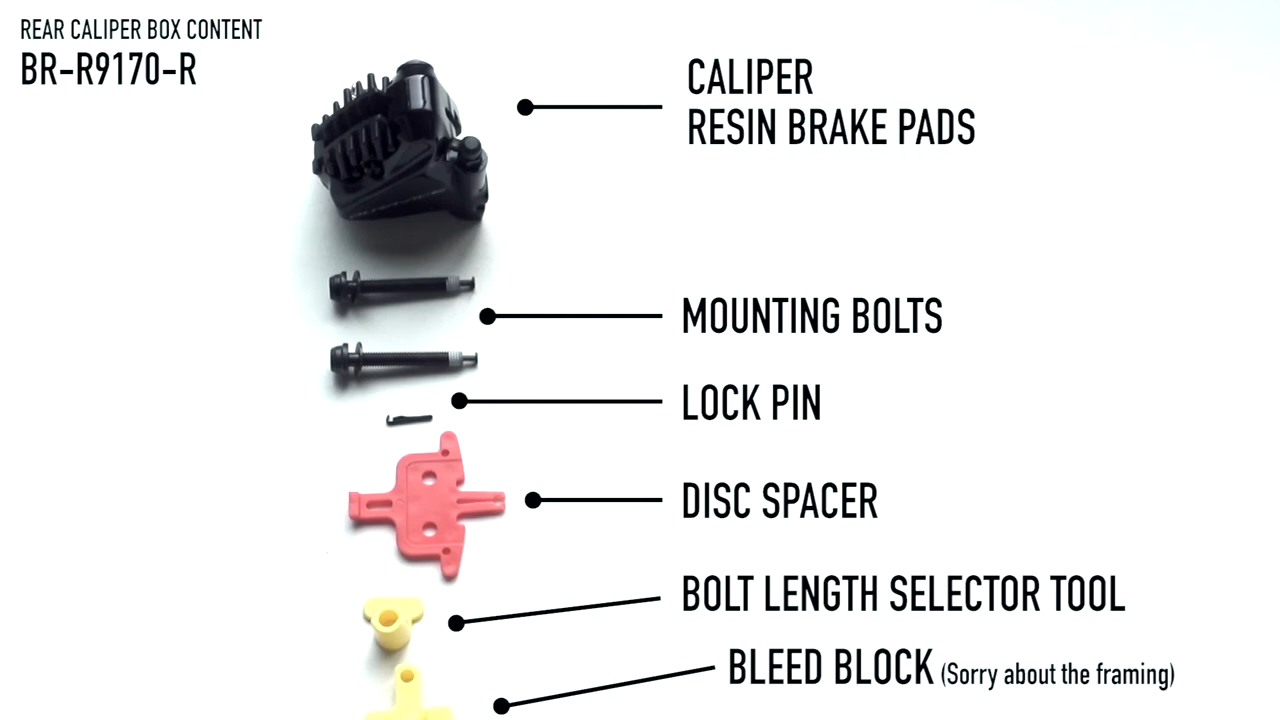 REAR CALIPER BOX CONTENT
BR-R9170-R
CALIPER
RESIN BRAKE PADS
MOUNTING BOLTS
LOCK PIN
DISC SPACER
BOLT LENGTH SELECTOR TOOL
BLEED BLOCK (Sorry about the framing)